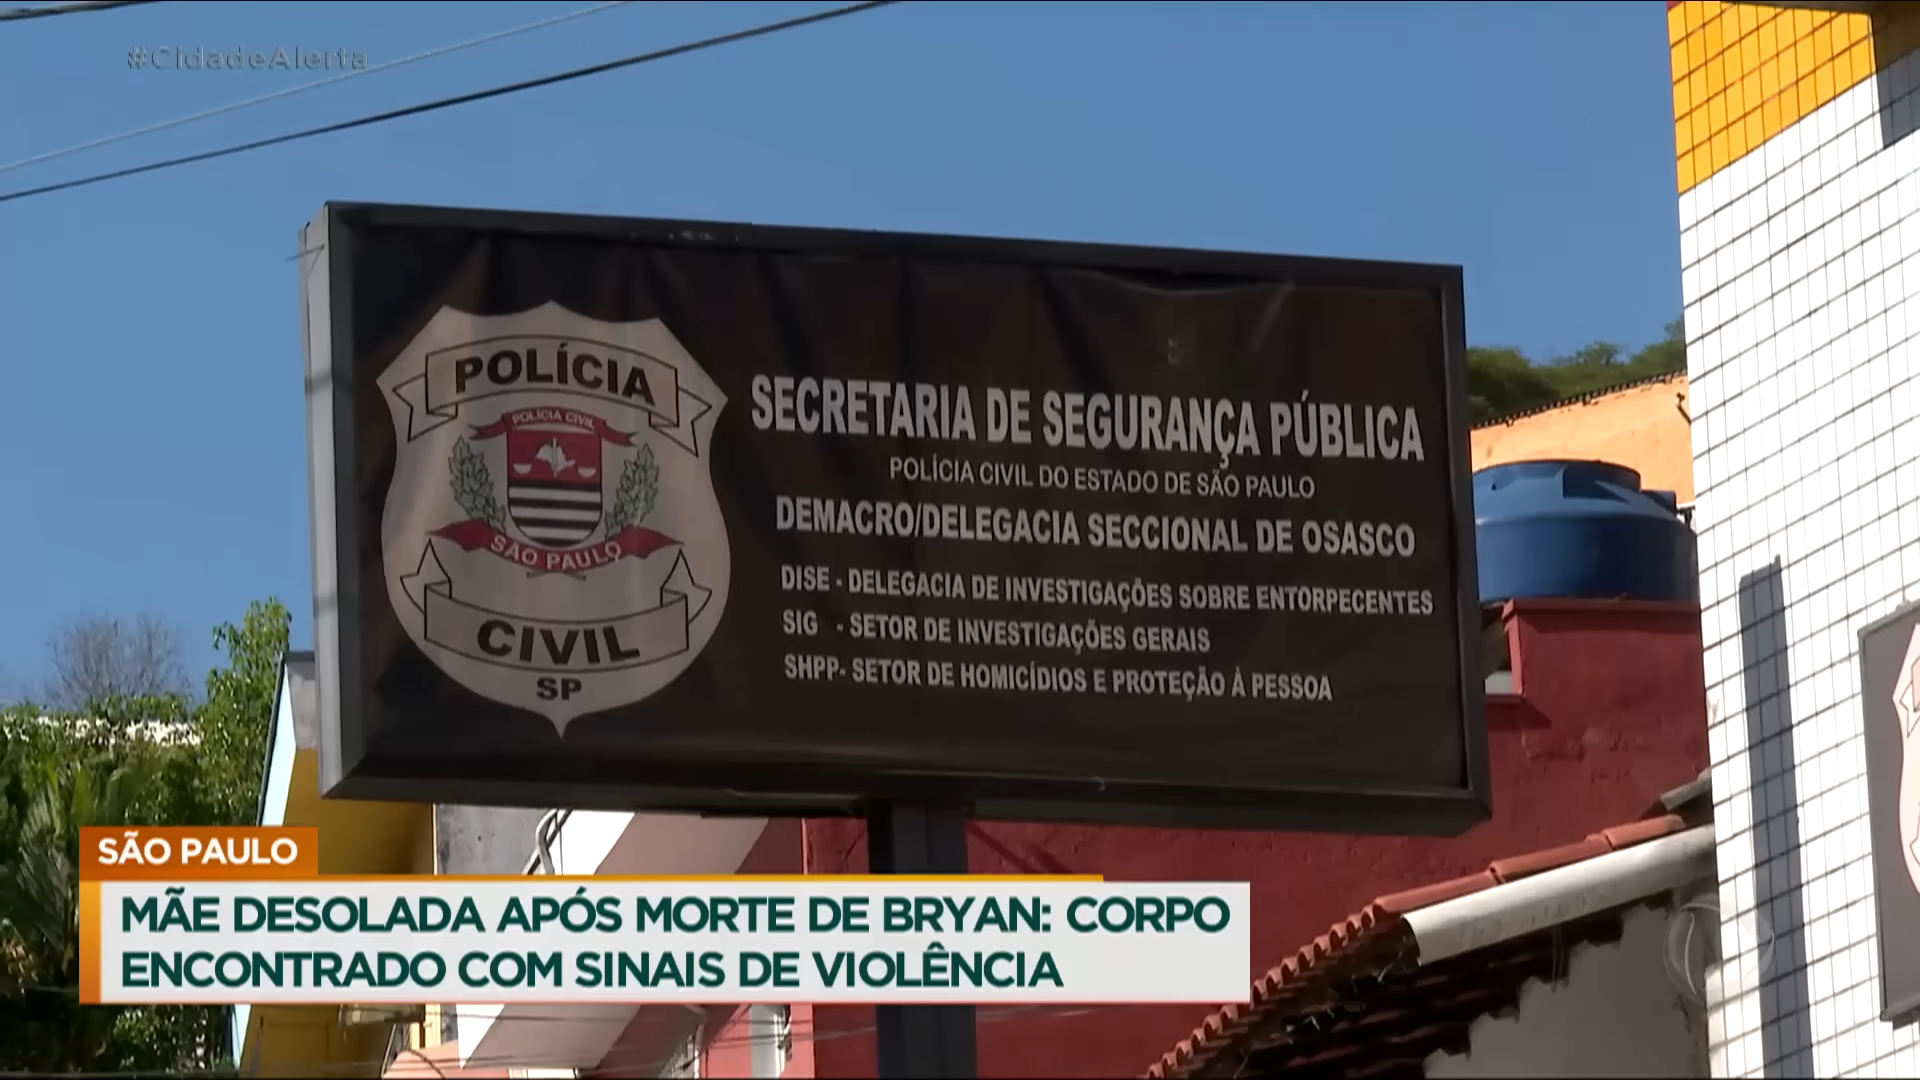 #CidadeAlerta
POLÍCIA
POLÍCIA CIVIL
SÃO PAULO
CIVIL
SP
SECRETARIA DE SEGURANÇA PÚBLICA
POLÍCIA CIVIL DO ESTADO DE SÃO PAULO
DEMACRO/DELEGACIA SECCIONAL DE OSASCO
DISE - DELEGACIA DE INVESTIGAÇÕES SOBRE ENTORPECENTES
SIG - SETOR DE INVESTIGAÇÕES GERAIS
SHPP- SETOR DE HOMICÍDIOS E PROTEÇÃO À PESSOA
SÃO PAULO
MÃE DESOLADA APÓS MORTE DE BRYAN: CORPO
ENCONTRADO COM SINAIS DE VIOLÊNCIA